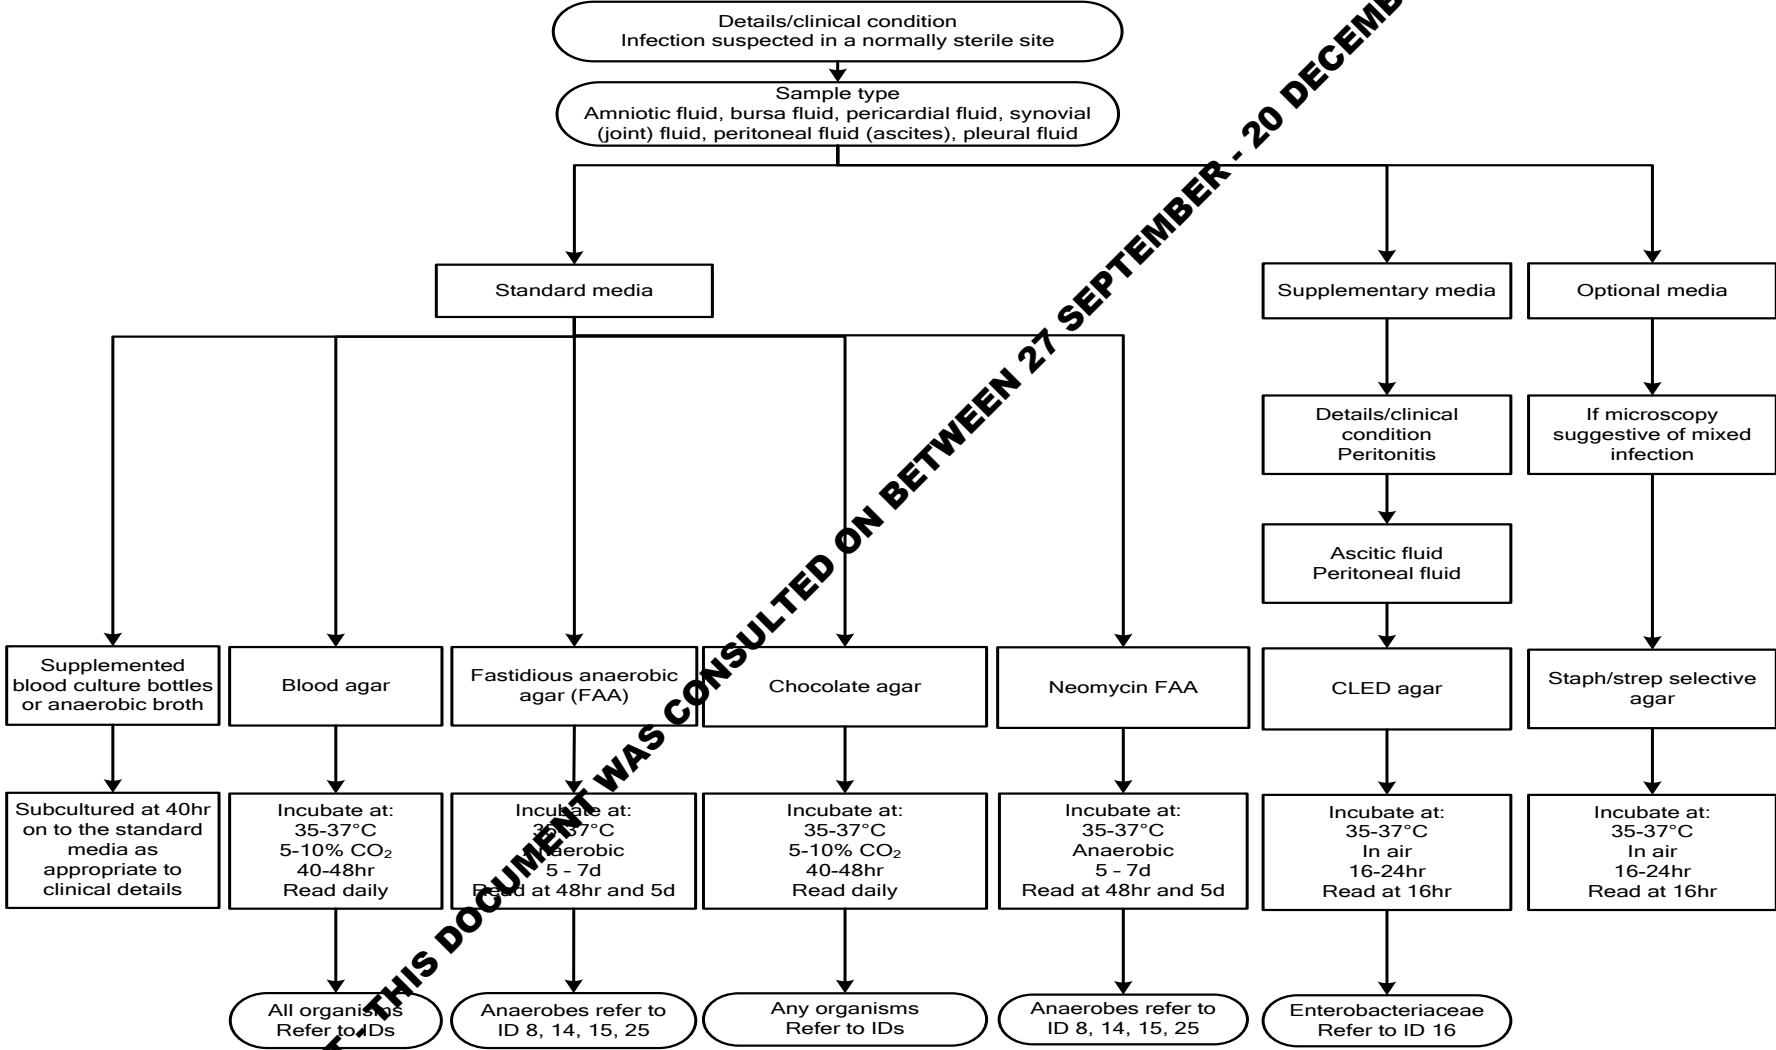 Details/clinical condition
Infection suspected in a normally sterile site
Sample type
Amniotic fluid, bursa fluid, pericardial fluid, synovial
(joint) fluid, peritoneal fluid (ascites), pleural fluid
Standard media
Supplementary media
Optional media
Details/clinical
condition
Peritonitis
If microscopy
suggestive of mixed
infection
Ascitic fluid
Peritoneal fluid
Supplemented
blood culture bottles
or anaerobic broth
Blood agar
Fastidious anaerobic
agar (FAA)
Chocolate agar
Neomycin FAA
CLED agar
Staph/strep selective
agar
Subcultured at 40hr
on to the standard
media as
appropriate to
clinical details
Incubate at:
35-37°C
5-10% CO₂
40-48hr
Read daily
Incubate at:
35-37°C
Anaerobic
5 - 7d
Read at 48hr and 5d
Incubate at:
35-37°C
5-10% CO₂
40-48hr
Read daily
Incubate at:
35-37°C
Anaerobic
5 - 7d
Read at 48hr and 5d
Incubate at:
35-37°C
In air
16-24hr
Read at 16hr
Incubate at:
35-37°C
In air
16-24hr
Read at 16hr
All organisms
Refer to IDs
Anaerobes refer to
ID 8, 14, 15, 25
Any organisms
Refer to IDs
Anaerobes refer to
ID 8, 14, 15, 25
Enterobacteriaceae
Refer to ID 16
T - THIS DOCUMENT WAS CONSULTED ON BETWEEN 27 SEPTEMBER - 20 DECEMB